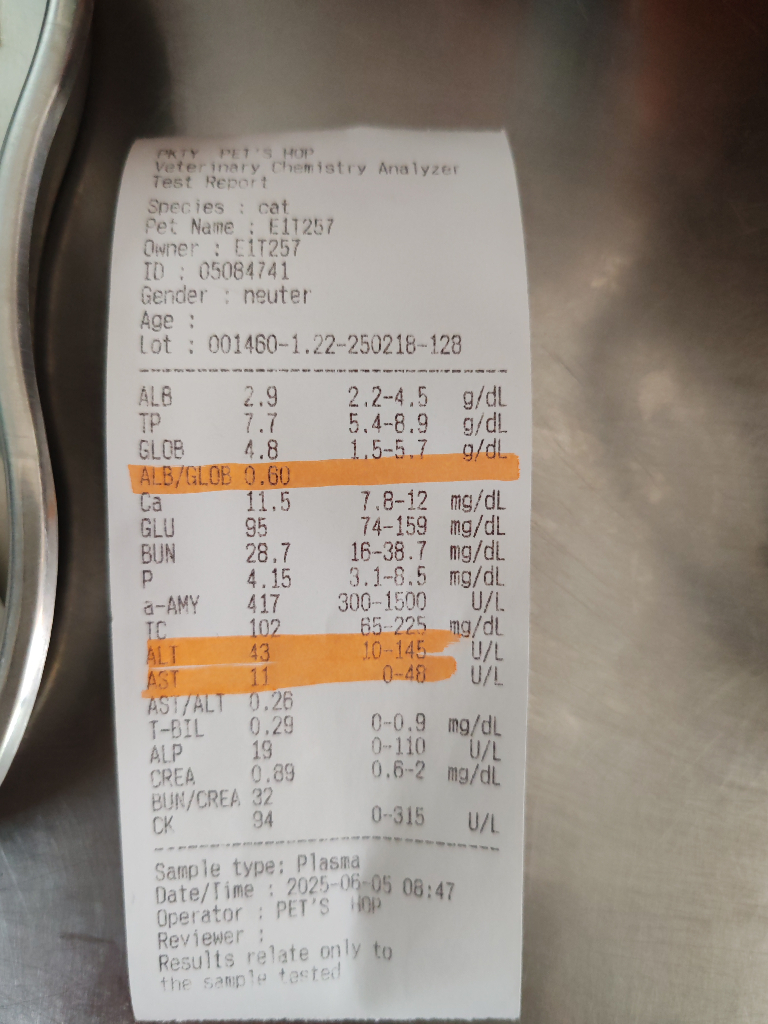 PKTY PET'S HOP
Veterinary Chemistry Analyzer
Test Report
Species : cat
Pet Name : E1T257
Owner : E1T257
ID : 05084741
Gender : neuter
Age :
Lot : 001460-1.22-250218-128
ALB 2.9 2.2-4.5 g/dL
TP 7.7 5.4-8.9 g/dL
GLOB 4.8 1.5-5.7 g/dL
ALB/GLOB 0.60
Ca 11.5 7.8-12 mg/dL
GLU 95 74-159 mg/dL
BUN 28.7 16-38.7 mg/dL
P 4.15 3.1-8.5 mg/dL
a-AMY 417 300-1500 U/L
TC 102 65-225 mg/dL
ALT 43 10-145 U/L
AST 11 0-48 U/L
AST/ALT 0.26
T-BIL 0.29 0-0.9 mg/dL
ALP 19 0-110 U/L
CREA 0.89 0.6-2 mg/dL
BUN/CREA 32
CK 94 0-315 U/L
Sample type: Plasma
Date/Time : 2025-06-05 08:47
Operator : PET'S HOP
Reviewer :
Results relate only to
the sample tested